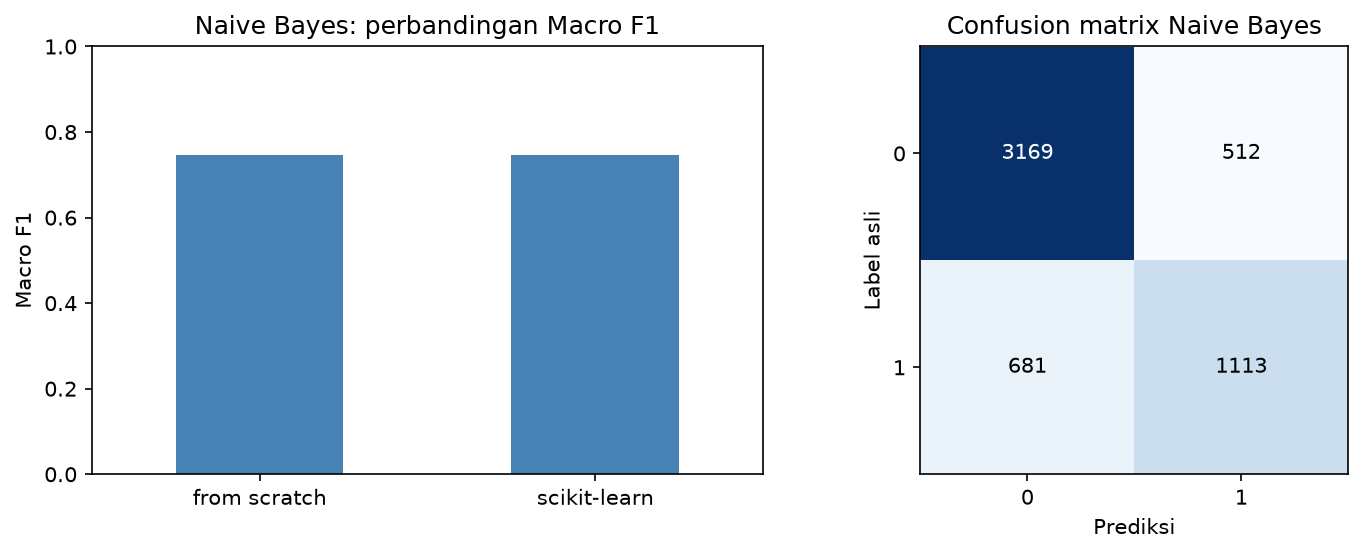 Naive Bayes: perbandingan Macro F1
Macro F1
1.0
0.8
0.6
0.4
0.2
0.0
from scratch
scikit-learn
Confusion matrix Naive Bayes
Label asli
0
3169
512
1
681
1113
0
1
Prediksi